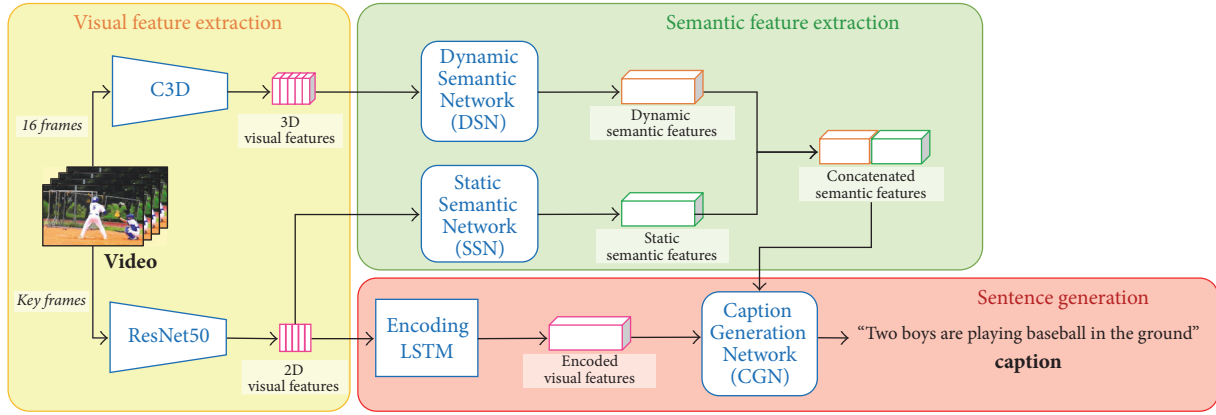 Visual feature extraction
C3D
16 frames
3D
visual features
Video
Key frames
ResNet50
2D
visual features
Semantic feature extraction
Dynamic
Semantic
Network
(DSN)
Dynamic
semantic features
Static
Semantic
Network
(SSN)
Static
semantic features
Concatenated
semantic features
Sentence generation
Encoding
LSTM
Encoded
visual features
Caption
Generation
Network
(CGN)
“Two boys are playing baseball in the ground”
caption